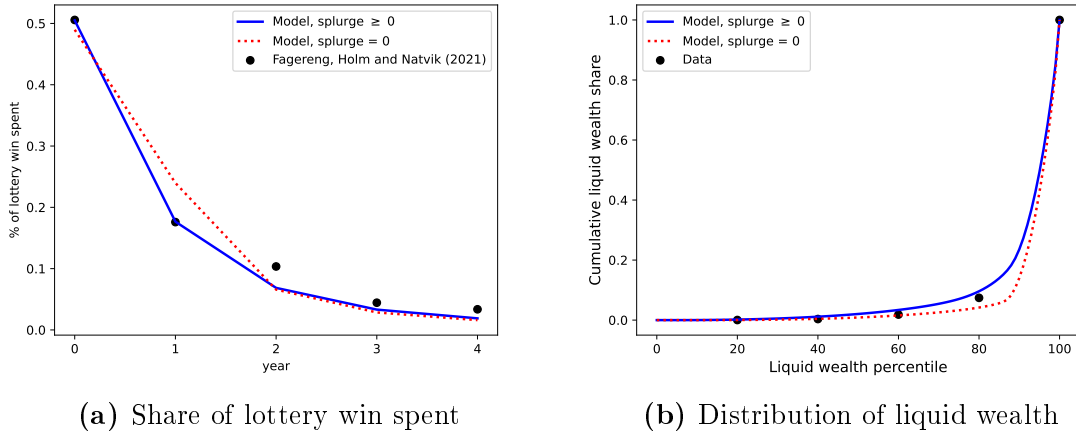 Model, splurge ≥ 0
Model, splurge = 0
Fagereng, Holm and Natvik (2021)
% of lottery win spent
0.5
0.4
0.3
0.2
0.1
0.0
0 1 2 3 4
year
(a) Share of lottery win spent
Model, splurge ≥ 0
Model, splurge = 0
Data
Cumulative liquid wealth share
1.0
0.8
0.6
0.4
0.2
0.0
0 20 40 60 80 100
Liquid wealth percentile
(b) Distribution of liquid wealth